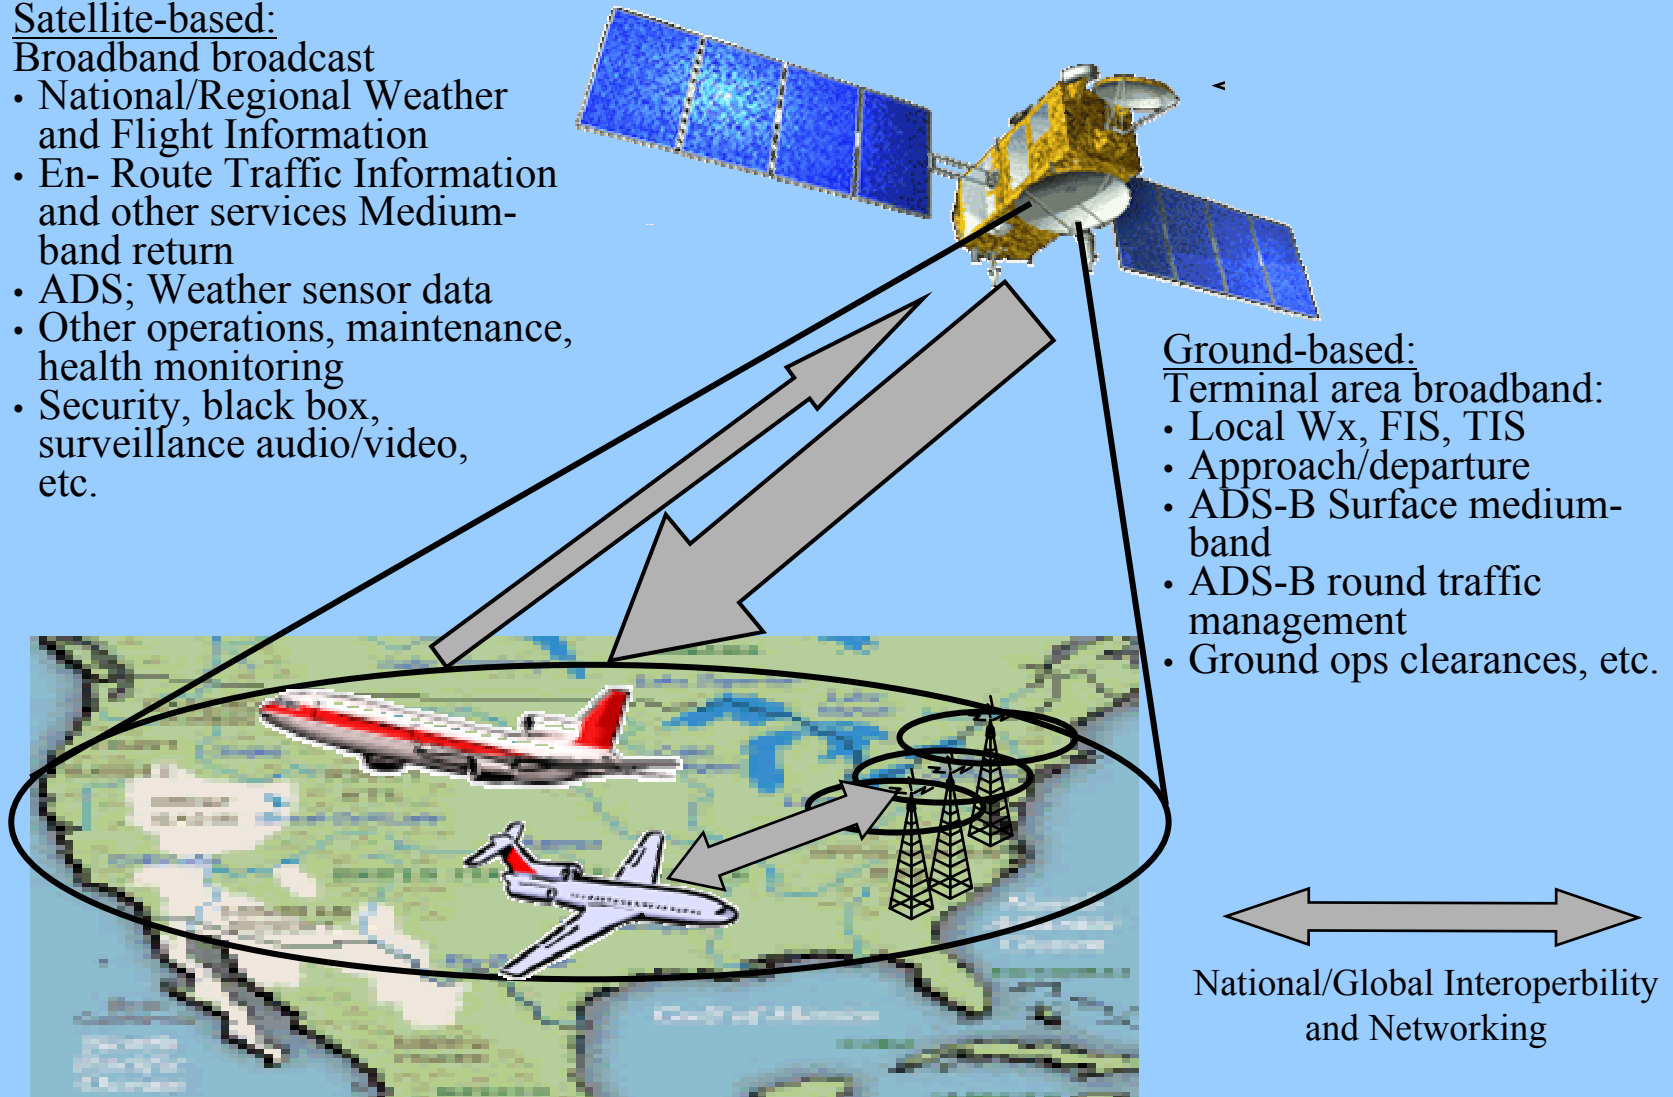 Satellite-based:
Broadband broadcast
• National/Regional Weather
and Flight Information
• En- Route Traffic Information
and other services Medium-
band return
• ADS; Weather sensor data
• Other operations, maintenance,
health monitoring
• Security, black box,
surveillance audio/video,
etc.
Ground-based:
Terminal area broadband:
• Local Wx, FIS, TIS
• Approach/departure
• ADS-B Surface medium-
band
• ADS-B round traffic
management
• Ground ops clearances, etc.
National/Global Interoperbility
and Networking
Gulf of Mexico